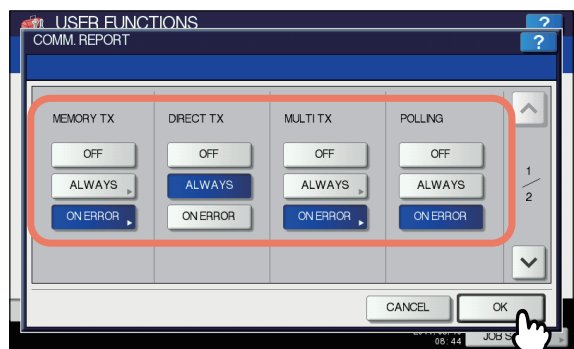 USER FUNCTIONS
?
COMM. REPORT
?
MEMORY TX DIRECT TX MULTI TX POLLING
OFF OFF OFF OFF
ALWAYS ALWAYS ALWAYS ALWAYS
ON ERROR ON ERROR ON ERROR ON ERROR
1
2
CANCEL OK
08:44 JOB S